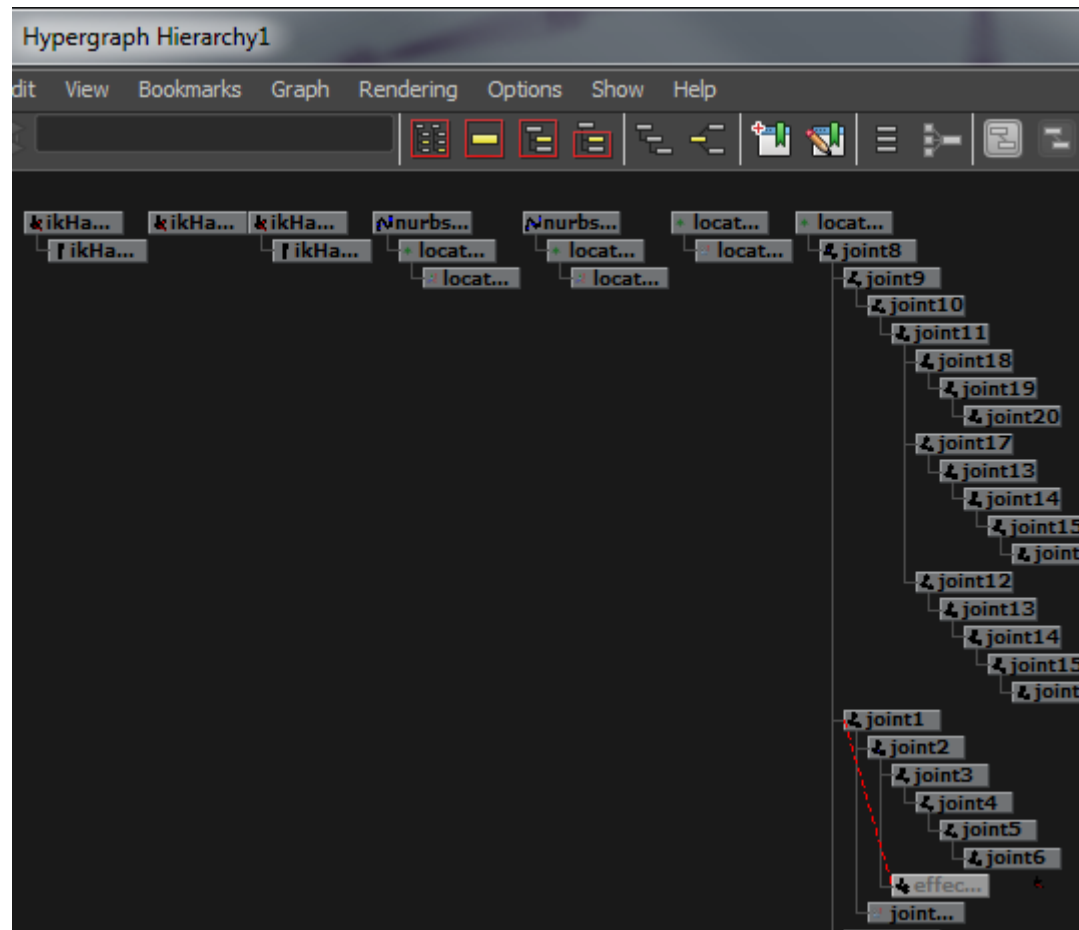 Hypergraph Hierarchy1
dit View Bookmarks Graph Rendering Options Show Help
ikHa... ikHa... ikHa... nurbs... nurbs... locat... locat...
ikHa... ikHa... locat... locat... locat... joint8
locat... locat... joint9
joint10
joint11
joint18
joint19
joint20
joint17
joint13
joint14
joint15
joint
joint12
joint13
joint14
joint15
joint
joint1
joint2
joint3
joint4
joint5
joint6
effec...
joint...